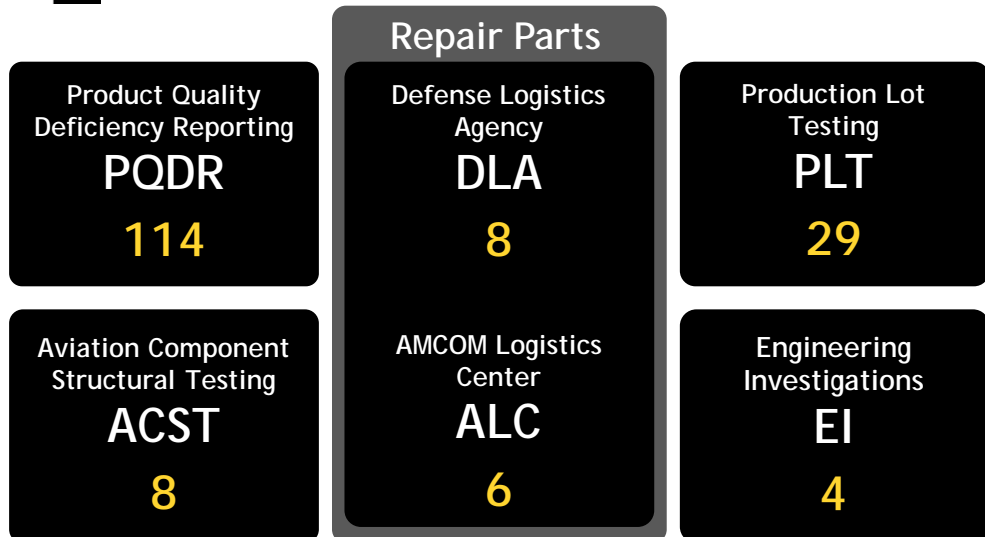 Repair Parts
Product Quality
Deficiency Reporting
PQDR
114
Defense Logistics
Agency
DLA
8
Production Lot
Testing
PLT
29
Aviation Component
Structural Testing
ACST
8
AMCOM Logistics
Center
ALC
6
Engineering
Investigations
EI
4